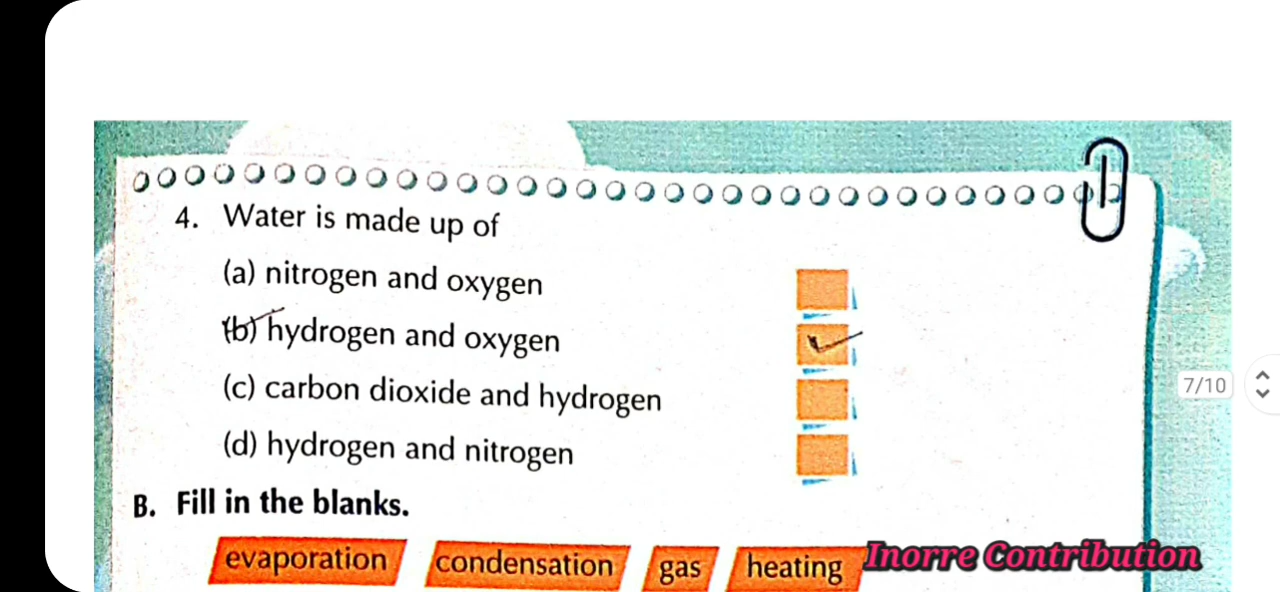 4. Water is made up of
(a) nitrogen and oxygen
(b) hydrogen and oxygen
(c) carbon dioxide and hydrogen
(d) hydrogen and nitrogen
7/10
B. Fill in the blanks.
evaporation condensation gas heating
Inorre Contribution